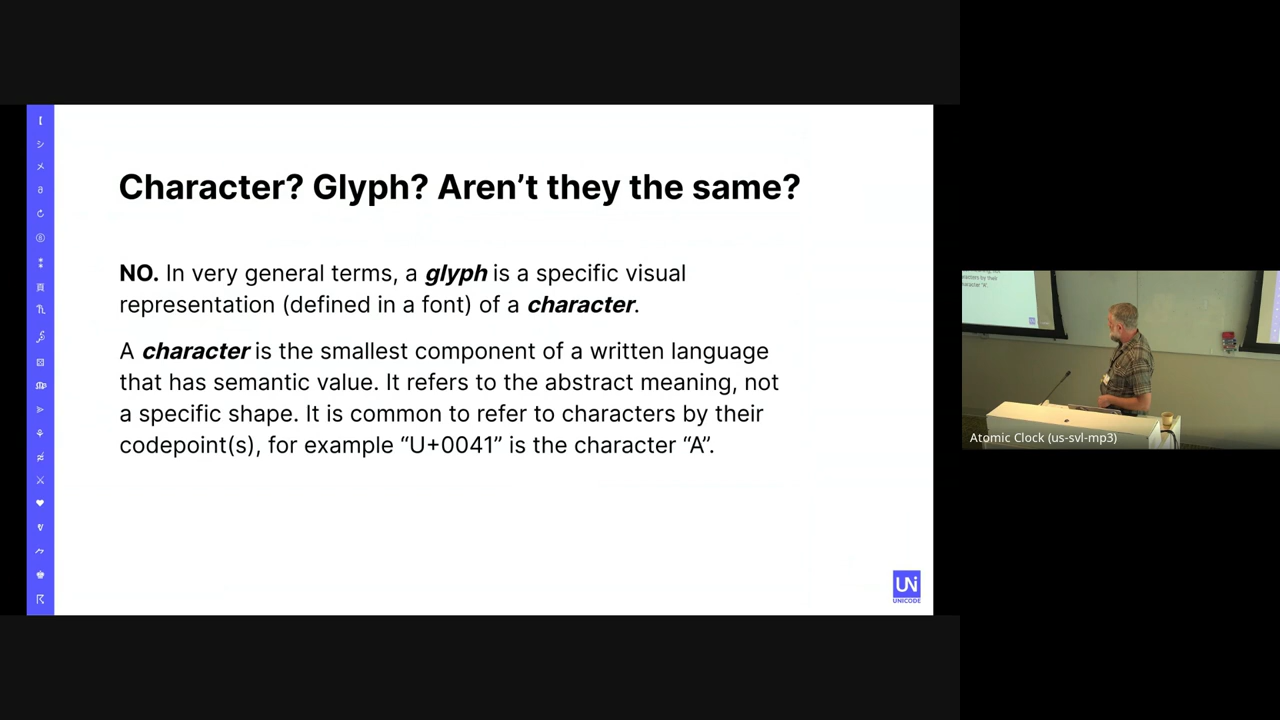 Character? Glyph? Aren’t they the same?
NO. In very general terms, a glyph is a specific visual
representation (defined in a font) of a character.
A character is the smallest component of a written language
that has semantic value. It refers to the abstract meaning, not
a specific shape. It is common to refer to characters by their
codepoint(s), for example “U+0041” is the character “A”.
UNICODE
Atomic Clock (us-svl-mp3)